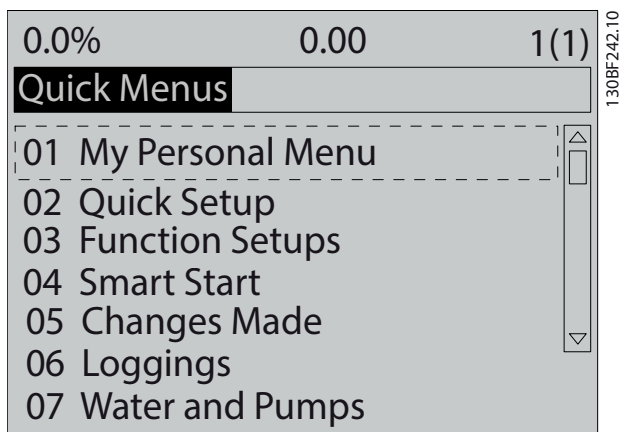 0.0% 0.00 1(1)
Quick Menus
01 My Personal Menu
02 Quick Setup
03 Function Setups
04 Smart Start
05 Changes Made
06 Loggings
07 Water and Pumps
130BF242.10